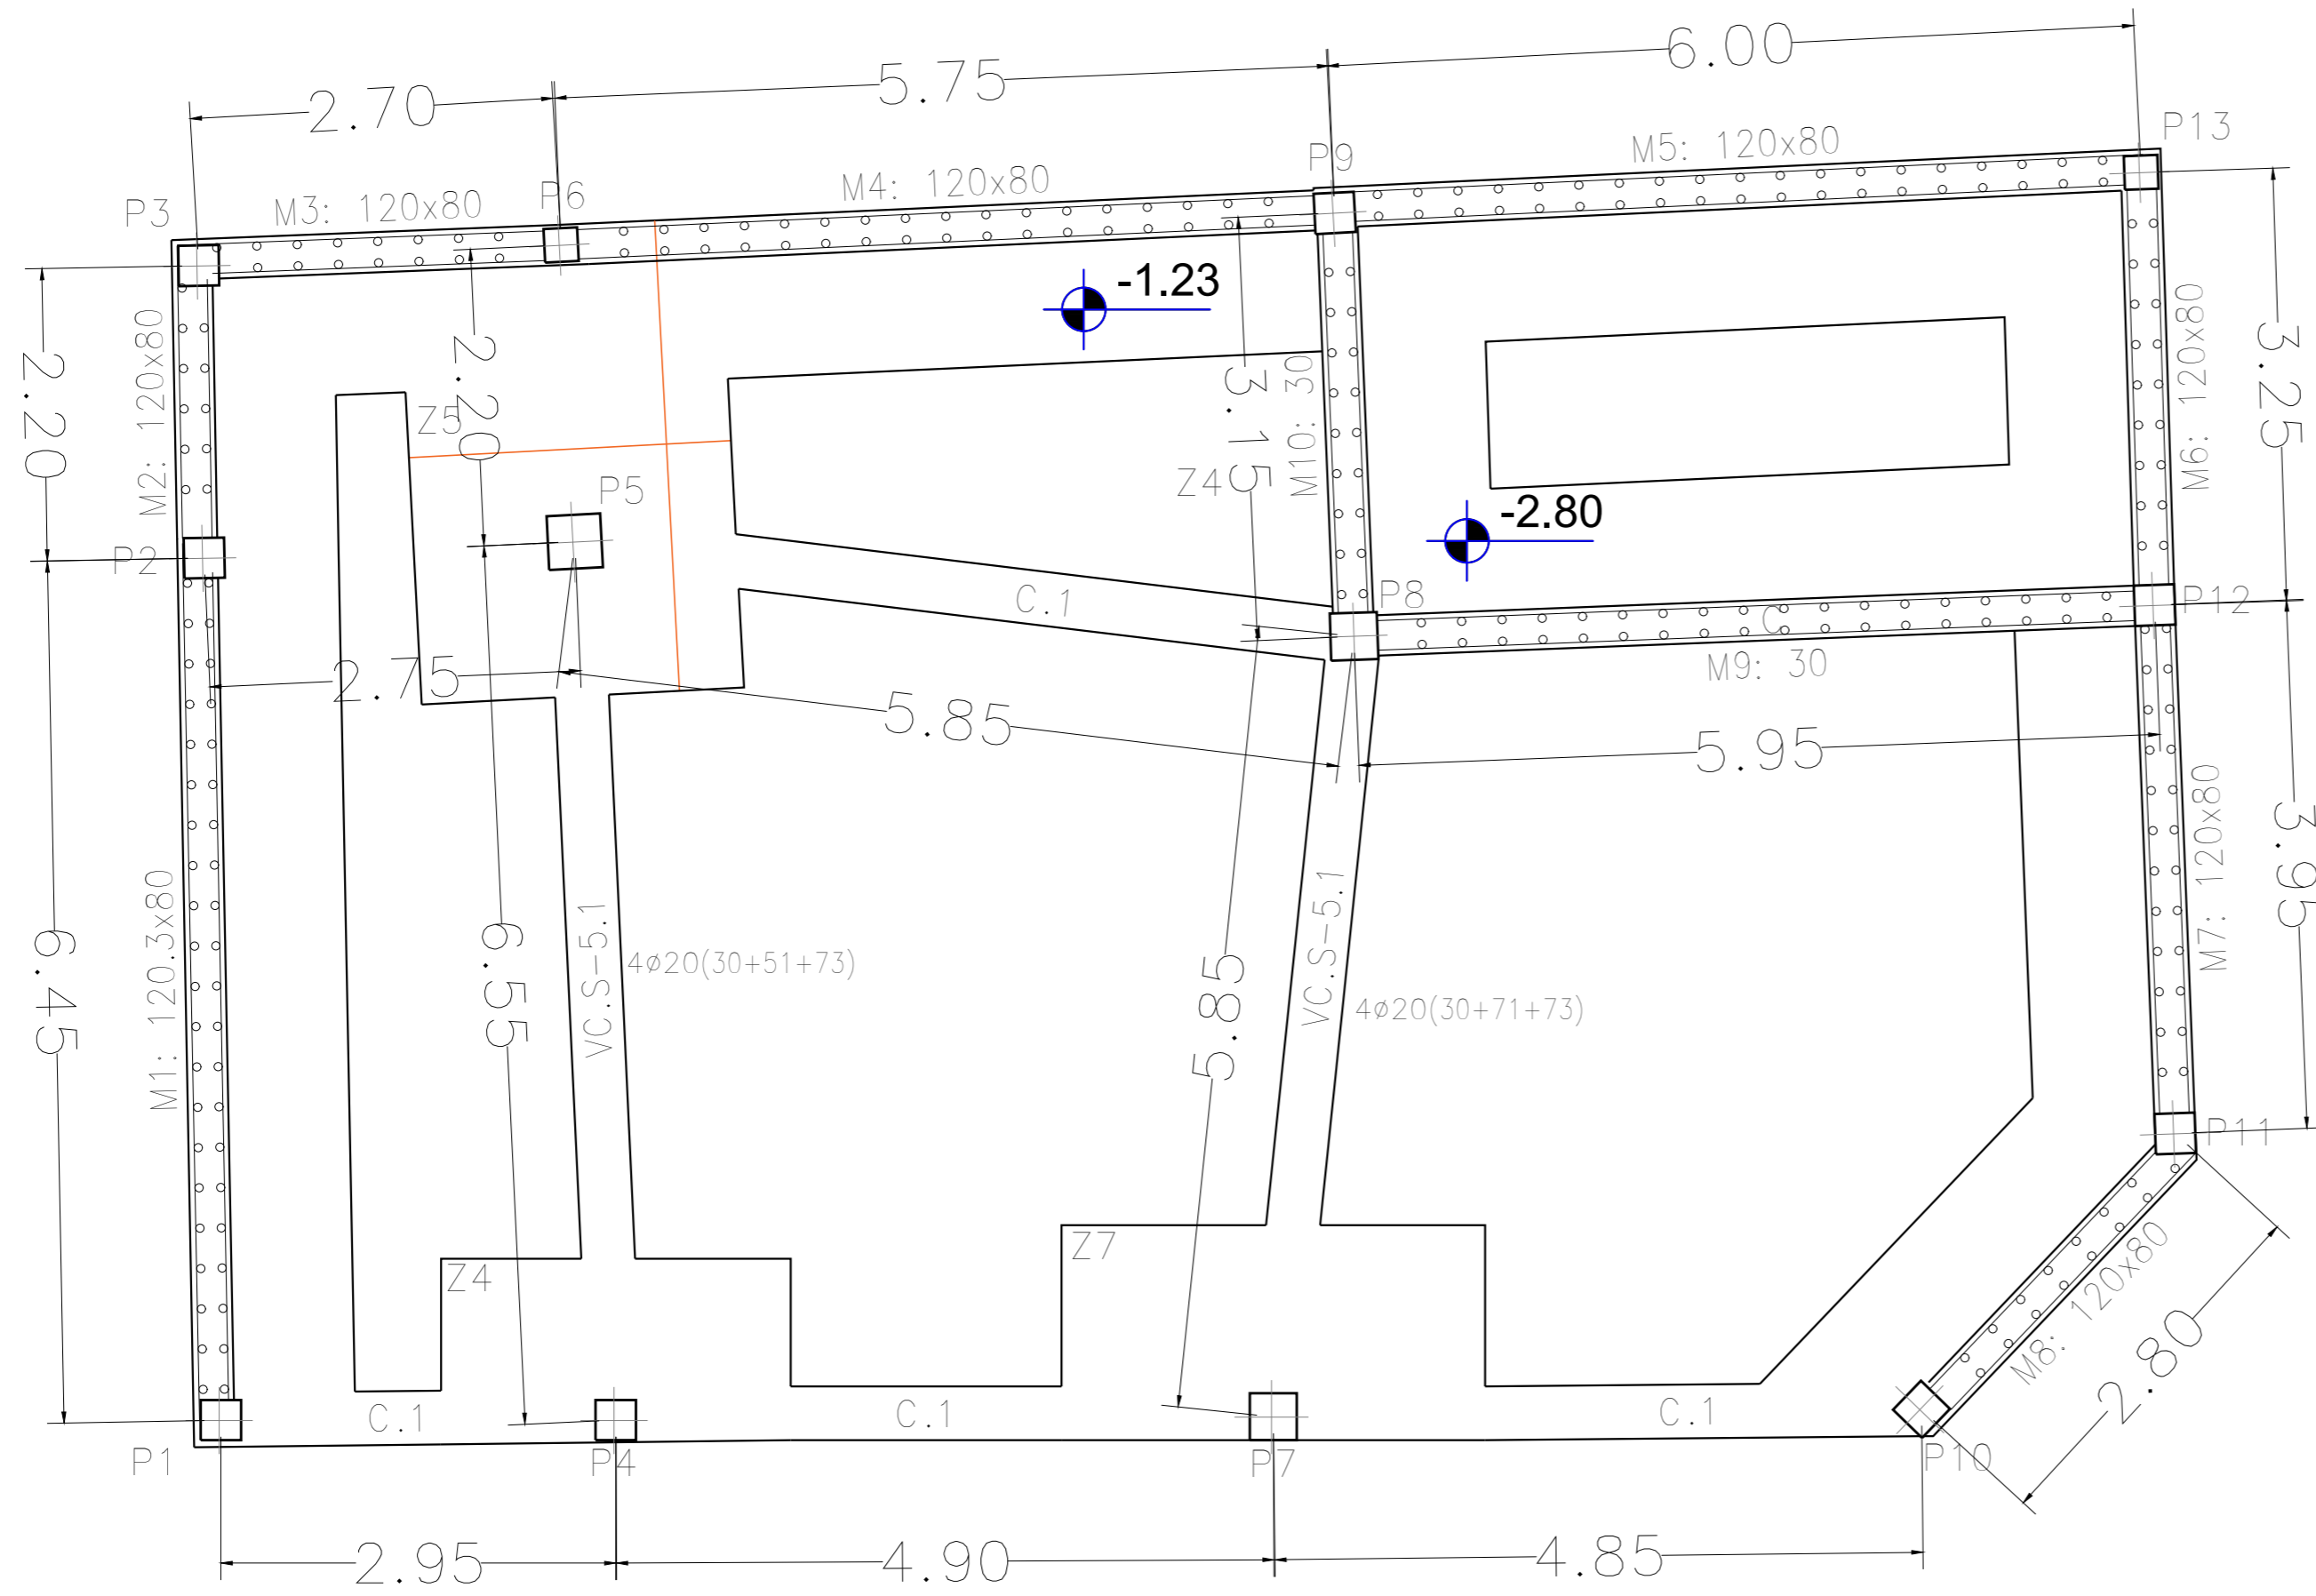 6.00
5.75
2.70
P13
M5: 120x80
P9
M4: 120x80
P6
M3: 120x80
P3
-1.23
2.20
M2: 120x80
2.20
3.15
M10: 30
M6: 120x80
3.25
Z5
Z4
P5
-2.80
P2
C.1
P8
P12
C
M9: 30
2.75
5.85
5.95
M1: 120.3x80
6.45
6.55
VC.S-5.1
4ø20(30+51+73)
5.85
VC.S-5.1
4ø20(30+71+73)
M7: 120x80
3.95
P11
Z7
Z4
M8: 120x80
2.80
C.1
C.1
C.1
P1
P4
P7
P10
2.95
4.90
4.85